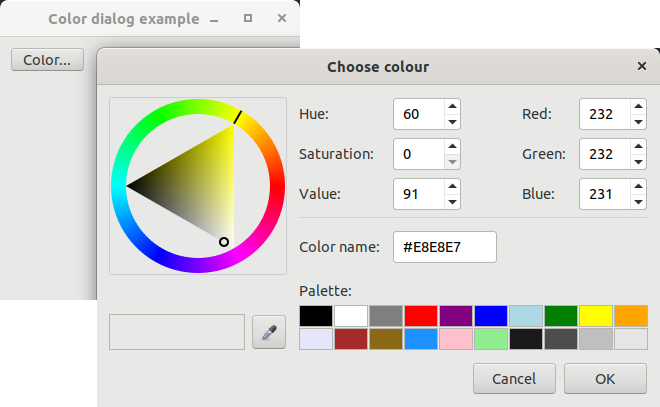 Color dialog example
Color...
Choose colour
Hue: 60 Red: 232
Saturation: 0 Green: 232
Value: 91 Blue: 231
Color name: #E8E8E7
Palette:
Cancel OK